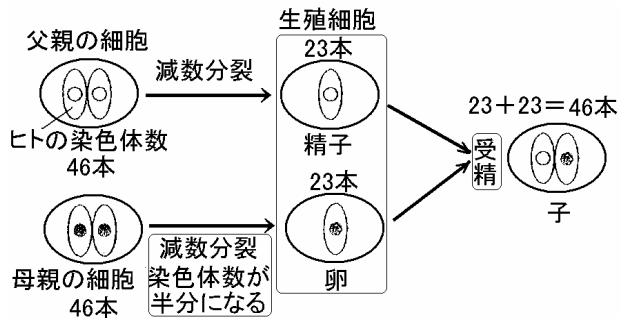 生殖細胞
父親の細胞
減数分裂
23本
ヒトの染色体数
46本
精子
23+23=46本
受精
子
23本
母親の細胞
46本
減数分裂
染色体数が
半分になる
卵